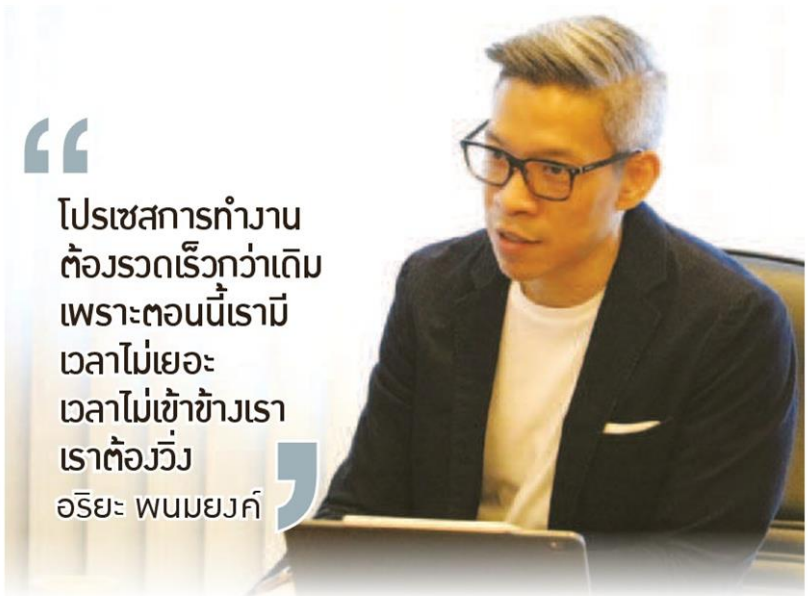 “
โปรเซสการทำงาน
ต้องรวดเร็วกว่าเดิม
เพราะตอนนี้เรามี
เวลาไม่เยอะ
เวลาไม่เข้าข้างเรา
เราต้องวิ่ง
’
อริยะ พนมยงค์